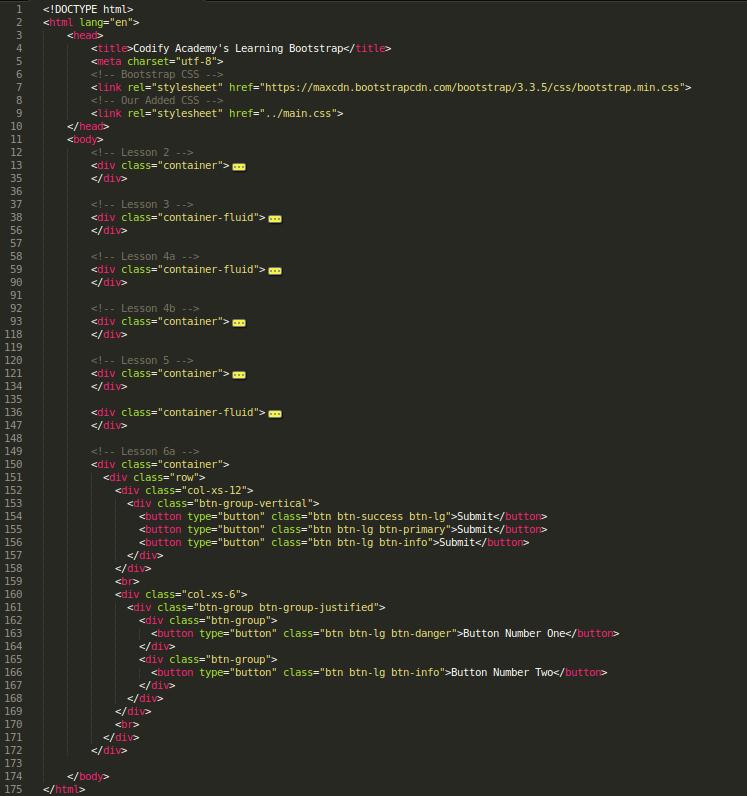 1 <!DOCTYPE html>
2 <html lang="en">
3 <head>
4 <title>Codify Academy's Learning Bootstrap</title>
5 <meta charset="utf-8">
6 <!-- Bootstrap CSS -->
7 <link rel="stylesheet" href="https://maxcdn.bootstrapcdn.com/bootstrap/3.3.5/css/bootstrap.min.css">
8 <!-- Our Added CSS -->
9 <link rel="stylesheet" href="../main.css">
10 </head>
11 <body>
12 <!-- Lesson 2 -->
13 <div class="container">
35 </div>
36
37 <!-- Lesson 3 -->
38 <div class="container-fluid">
56 </div>
57
58 <!-- Lesson 4a -->
59 <div class="container-fluid">
90 </div>
91
92 <!-- Lesson 4b -->
93 <div class="container">
118 </div>
119
120 <!-- Lesson 5 -->
121 <div class="container">
134 </div>
135
136 <div class="container-fluid">
147 </div>
148
149 <!-- Lesson 6a -->
150 <div class="container">
151 <div class="row">
152 <div class="col-xs-12">
153 <div class="btn-group-vertical">
154 <button type="button" class="btn btn-success btn-lg">Submit</button>
155 <button type="button" class="btn btn-lg btn-primary">Submit</button>
156 <button type="button" class="btn btn-lg btn-info">Submit</button>
157 </div>
158 </div>
159 <br>
160 <div class="col-xs-6">
161 <div class="btn-group btn-group-justified">
162 <div class="btn-group">
163 <button type="button" class="btn btn-lg btn-danger">Button Number One</button>
164 </div>
165 <div class="btn-group">
166 <button type="button" class="btn btn-lg btn-info">Button Number Two</button>
167 </div>
168 </div>
169 </div>
170 <br>
171 </div>
172 </div>
173
174 </body>
175 </html>